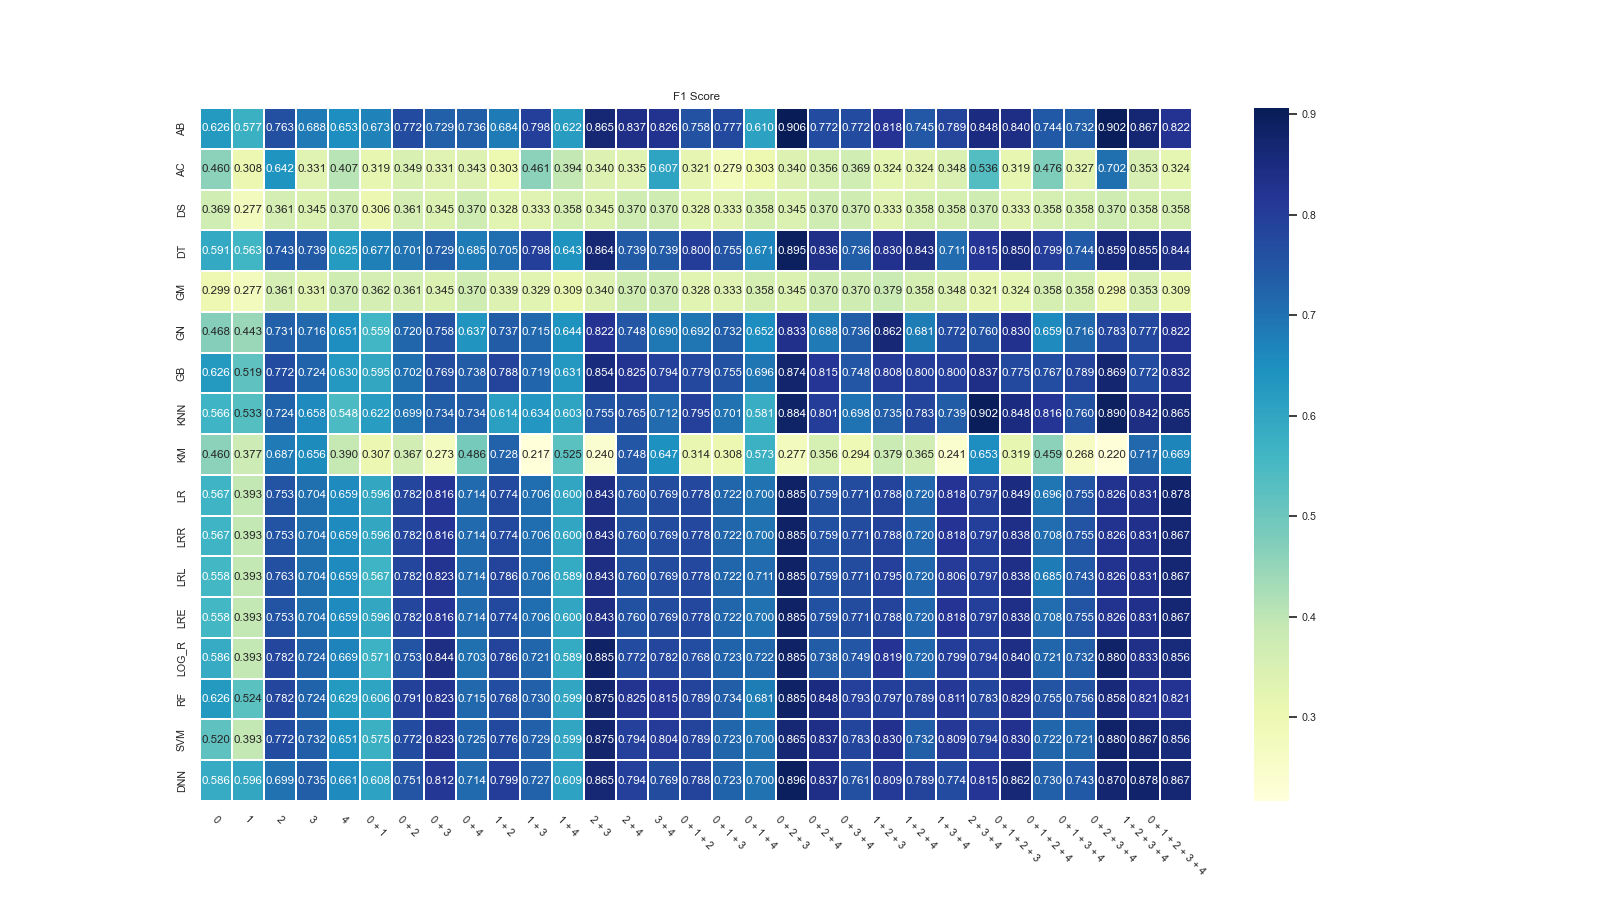 F1 Score
AB 0.626 0.577 0.763 0.688 0.653 0.673 0.772 0.729 0.736 0.684 0.798 0.622 0.865 0.837 0.826 0.758 0.777 0.610 0.906 0.772 0.772 0.818 0.745 0.789 0.848 0.840 0.744 0.732 0.902 0.867 0.822
AC 0.460 0.308 0.642 0.331 0.407 0.319 0.349 0.331 0.343 0.303 0.461 0.394 0.340 0.335 0.607 0.321 0.279 0.303 0.340 0.356 0.369 0.324 0.324 0.348 0.536 0.319 0.476 0.327 0.702 0.353 0.324
DS 0.369 0.277 0.361 0.345 0.370 0.306 0.361 0.345 0.370 0.328 0.333 0.358 0.345 0.370 0.370 0.328 0.333 0.358 0.345 0.370 0.370 0.333 0.358 0.358 0.370 0.333 0.358 0.358 0.370 0.358 0.358
DT 0.591 0.563 0.743 0.739 0.625 0.677 0.701 0.729 0.685 0.705 0.798 0.643 0.864 0.739 0.739 0.800 0.755 0.671 0.895 0.836 0.736 0.830 0.843 0.711 0.815 0.850 0.799 0.744 0.859 0.855 0.844
GM 0.299 0.277 0.361 0.331 0.370 0.362 0.361 0.345 0.370 0.339 0.329 0.309 0.340 0.370 0.370 0.328 0.333 0.358 0.345 0.370 0.370 0.379 0.358 0.348 0.321 0.324 0.358 0.358 0.298 0.353 0.309
GN 0.468 0.443 0.731 0.716 0.651 0.559 0.720 0.758 0.637 0.737 0.715 0.644 0.822 0.748 0.690 0.692 0.732 0.652 0.833 0.688 0.736 0.862 0.681 0.772 0.760 0.830 0.659 0.716 0.783 0.777 0.822
GB 0.626 0.519 0.772 0.724 0.630 0.595 0.702 0.769 0.738 0.788 0.719 0.631 0.854 0.825 0.794 0.779 0.755 0.696 0.874 0.815 0.748 0.808 0.800 0.800 0.837 0.775 0.767 0.789 0.869 0.772 0.832
KNN 0.566 0.533 0.724 0.658 0.548 0.622 0.699 0.734 0.734 0.614 0.634 0.603 0.755 0.765 0.712 0.795 0.701 0.581 0.884 0.801 0.698 0.735 0.783 0.739 0.902 0.848 0.816 0.760 0.890 0.842 0.865
KM 0.460 0.377 0.687 0.656 0.390 0.307 0.367 0.273 0.486 0.728 0.217 0.525 0.240 0.748 0.647 0.314 0.308 0.573 0.277 0.356 0.294 0.379 0.365 0.241 0.653 0.319 0.459 0.268 0.220 0.717 0.669
LR 0.567 0.393 0.753 0.704 0.659 0.596 0.782 0.816 0.714 0.774 0.706 0.600 0.843 0.760 0.769 0.778 0.722 0.700 0.885 0.759 0.771 0.788 0.720 0.818 0.797 0.849 0.696 0.755 0.826 0.831 0.878
LRR 0.567 0.393 0.753 0.704 0.659 0.596 0.782 0.816 0.714 0.774 0.706 0.600 0.843 0.760 0.769 0.778 0.722 0.700 0.885 0.759 0.771 0.788 0.720 0.818 0.797 0.838 0.708 0.755 0.826 0.831 0.867
LRL 0.558 0.393 0.763 0.704 0.659 0.567 0.782 0.823 0.714 0.786 0.706 0.589 0.843 0.760 0.769 0.778 0.722 0.711 0.885 0.759 0.771 0.795 0.720 0.806 0.797 0.838 0.685 0.743 0.826 0.831 0.867
LRE 0.558 0.393 0.753 0.704 0.659 0.596 0.782 0.816 0.714 0.774 0.706 0.600 0.843 0.760 0.769 0.778 0.722 0.700 0.885 0.759 0.771 0.788 0.720 0.818 0.797 0.838 0.708 0.755 0.826 0.831 0.867
LOG_R 0.586 0.393 0.782 0.724 0.669 0.571 0.753 0.844 0.703 0.786 0.721 0.589 0.885 0.772 0.782 0.768 0.723 0.722 0.885 0.738 0.749 0.819 0.720 0.799 0.794 0.840 0.721 0.732 0.880 0.833 0.856
RF 0.626 0.524 0.782 0.724 0.629 0.606 0.791 0.823 0.715 0.768 0.730 0.599 0.875 0.825 0.815 0.789 0.734 0.681 0.885 0.848 0.793 0.797 0.789 0.811 0.783 0.829 0.755 0.756 0.858 0.821 0.821
SVM 0.520 0.393 0.772 0.732 0.651 0.575 0.772 0.823 0.725 0.776 0.729 0.599 0.875 0.794 0.804 0.789 0.723 0.700 0.865 0.837 0.783 0.830 0.732 0.809 0.794 0.830 0.722 0.721 0.880 0.867 0.856
DNN 0.586 0.596 0.699 0.735 0.661 0.608 0.751 0.812 0.714 0.799 0.727 0.609 0.865 0.794 0.769 0.788 0.723 0.700 0.896 0.837 0.761 0.809 0.789 0.774 0.815 0.862 0.730 0.743 0.870 0.878 0.867
0
1
2
3
4
0 + 1
0 + 2
0 + 3
0 + 4
1 + 2
1 + 3
1 + 4
2 + 3
2 + 4
3 + 4
0 + 1 + 2
0 + 1 + 3
0 + 1 + 4
0 + 2 + 3
0 + 2 + 4
0 + 3 + 4
1 + 2 + 3
1 + 2 + 4
1 + 3 + 4
2 + 3 + 4
0 + 1 + 2 + 3
0 + 1 + 2 + 4
0 + 1 + 3 + 4
0 + 2 + 3 + 4
1 + 2 + 3 + 4
0 + 1 + 2 + 3 + 4
0.9
0.8
0.7
0.6
0.5
0.4
0.3